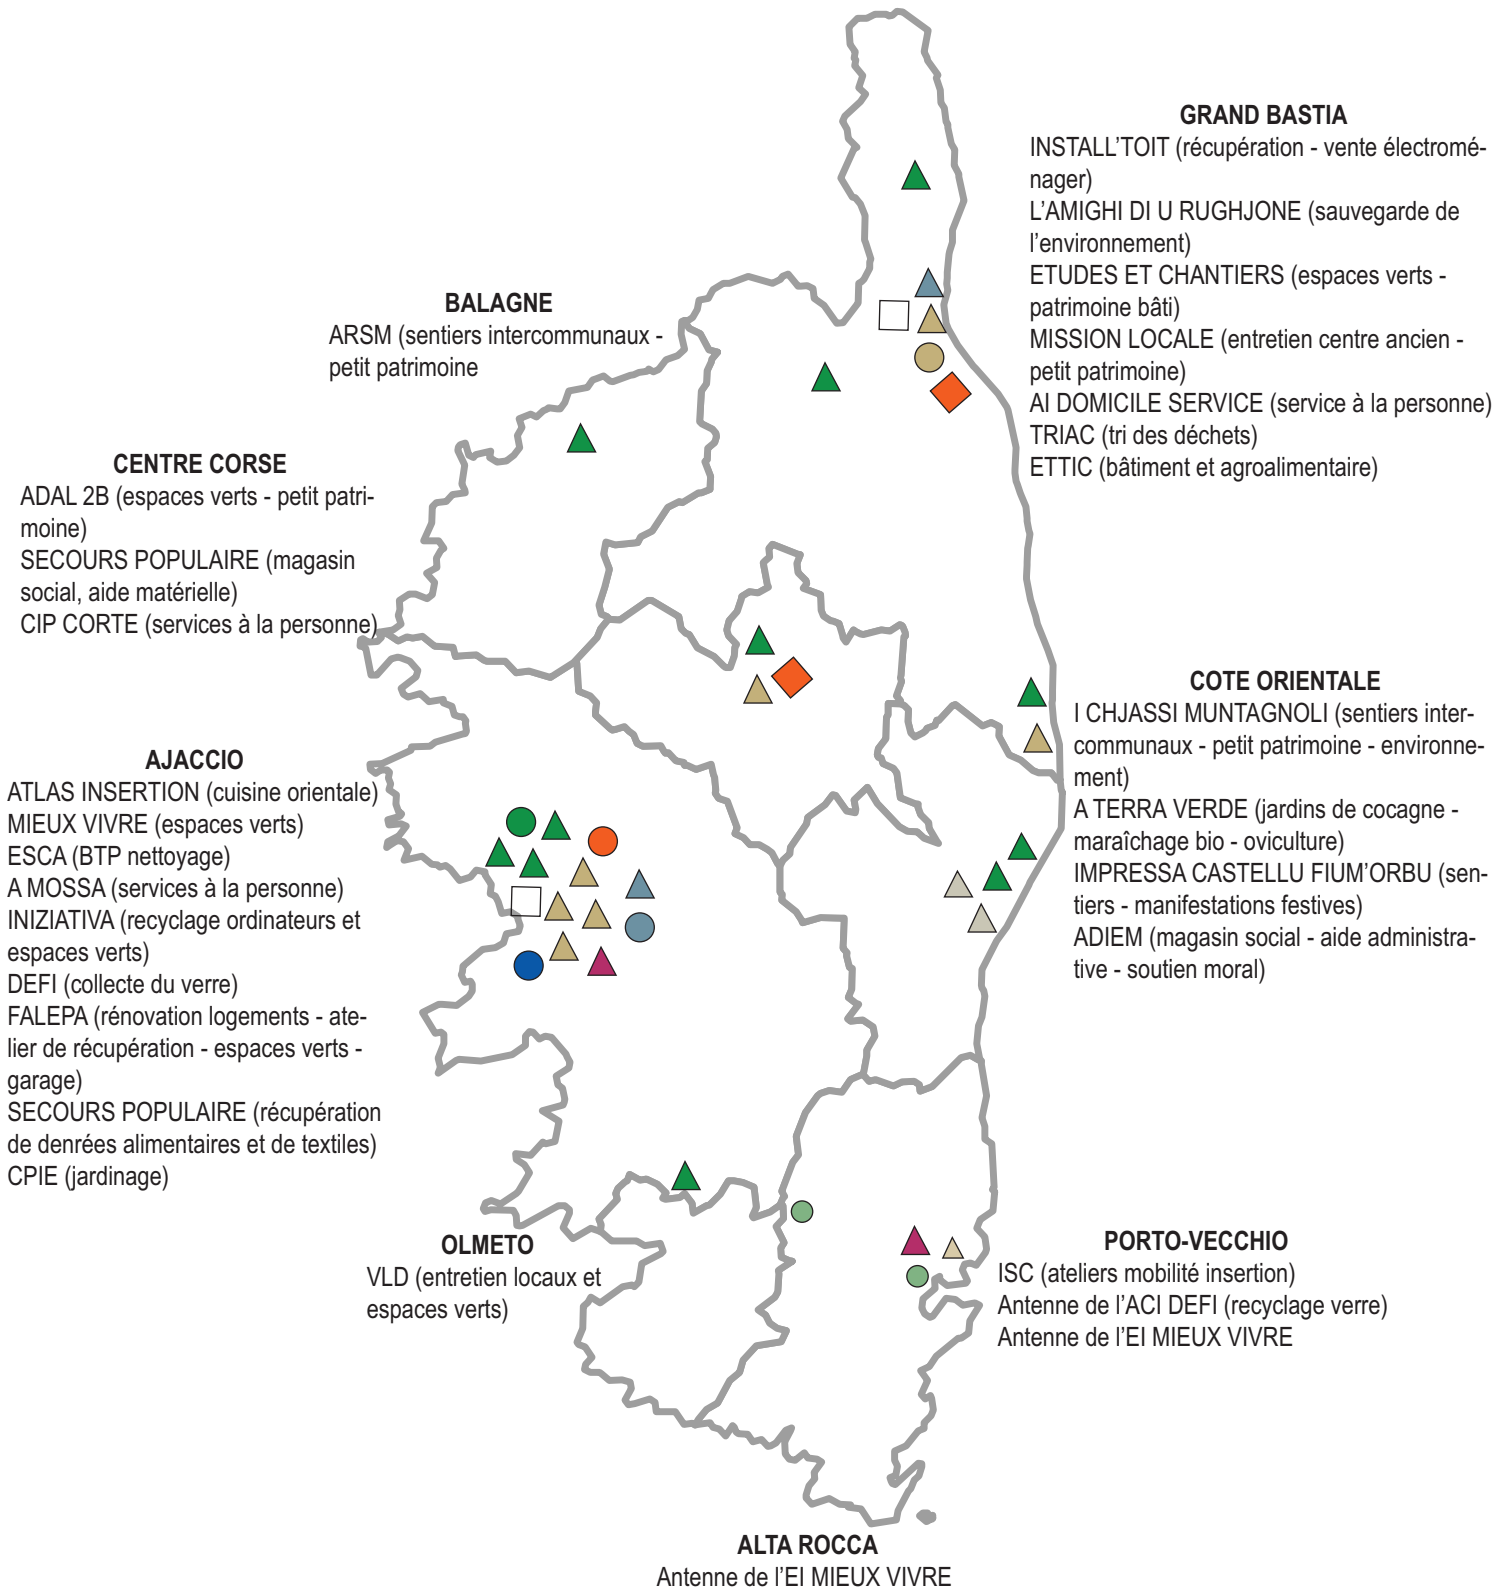 GRAND BASTIA
INSTALL'TOIT (récupération - vente électromé-
nager)
L'AMIGHI DI U RUGHJONE (sauvegarde de
l'environnement)
ETUDES ET CHANTIERS (espaces verts -
patrimoine bâti)
MISSION LOCALE (entretien centre ancien -
petit patrimoine)
AI DOMICILE SERVICE (service à la personne)
TRIAC (tri des déchets)
ETTIC (bâtiment et agroalimentaire)
BALAGNE
ARSM (sentiers intercommunaux -
petit patrimoine
CENTRE CORSE
ADAL 2B (espaces verts - petit patri-
moine)
SECOURS POPULAIRE (magasin
social, aide matérielle)
CIP CORTE (services à la personne)
COTE ORIENTALE
I CHJASSI MUNTAGNOLI (sentiers inter-
communaux - petit patrimoine - environne-
ment)
A TERRA VERDE (jardins de cocagne -
maraîchage bio - oviculture)
IMPRESSA CASTELLU FIUM'ORBU (sen-
tiers - manifestations festives)
ADIEM (magasin social - aide administra-
tive - soutien moral)
AJACCIO
ATLAS INSERTION (cuisine orientale)
MIEUX VIVRE (espaces verts)
ESCA (BTP nettoyage)
A MOSSA (services à la personne)
INIZIATIVA (recyclage ordinateurs et
espaces verts)
DEFI (collecte du verre)
FALEPA (rénovation logements - ate-
lier de récupération - espaces verts -
garage)
SECOURS POPULAIRE (récupération
de denrées alimentaires et de textiles)
CPIE (jardinage)
OLMETO
VLD (entretien locaux et
espaces verts)
PORTO-VECCHIO
ISC (ateliers mobilité insertion)
Antenne de l'ACI DEFI (recyclage verre)
Antenne de l'EI MIEUX VIVRE
ALTA ROCCA
Antenne de l'EI MIEUX VIVRE